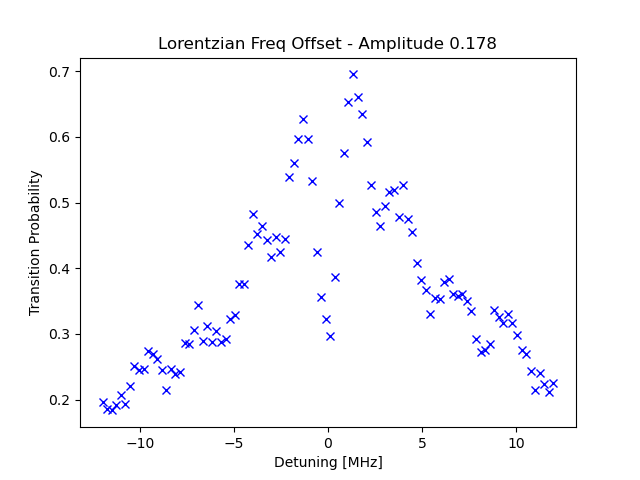 Lorentzian Freq Offset - Amplitude 0.178
0.7
0.6
0.5
0.4
0.3
0.2
Transition Probability
−10 −5 0 5 10
Detuning [MHz]